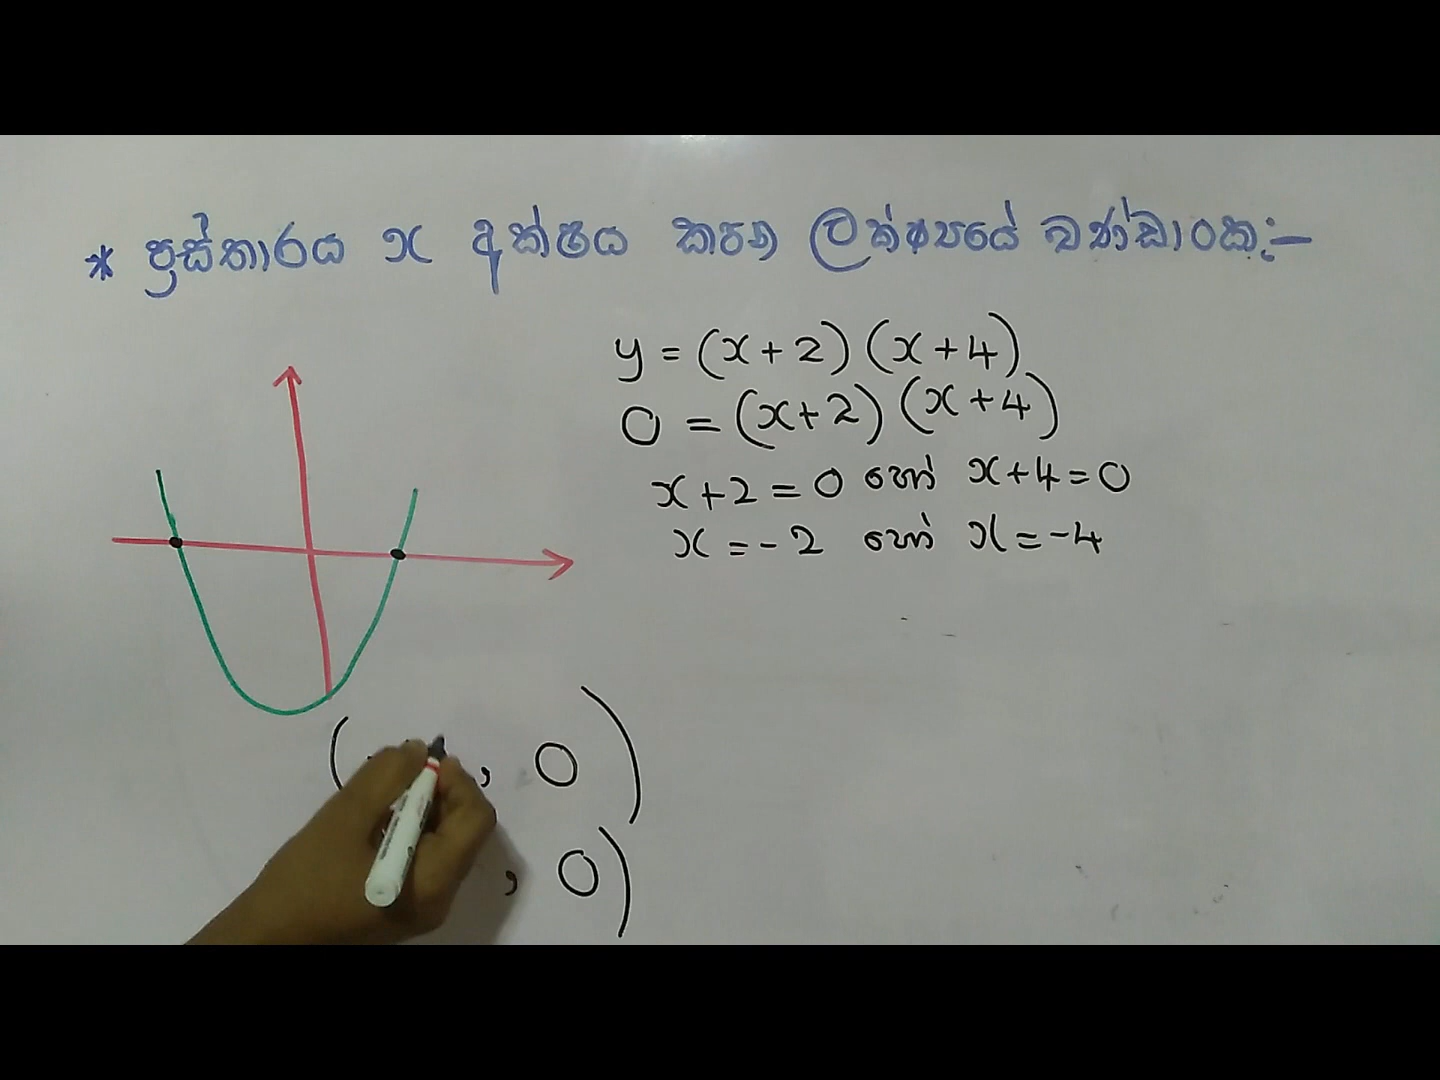 * ප්‍රස්තාරය x අක්ෂය කපන ලක්ෂ්‍යයේ ඛණ්ඩාංක:-
y = (x + 2) (x + 4)
0 = (x + 2) (x + 4)
x + 2 = 0 හෝ x + 4 = 0
x = - 2 හෝ x = - 4
( , 0 )
, 0 )